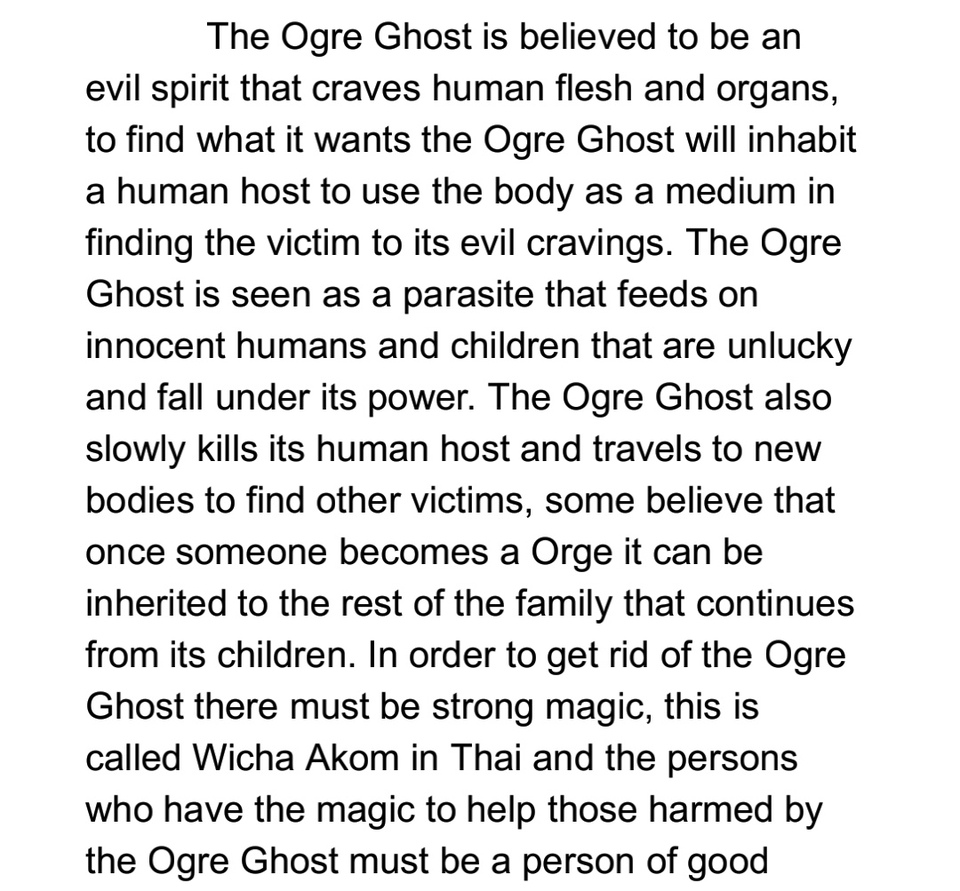 The Ogre Ghost is believed to be an
evil spirit that craves human flesh and organs,
to find what it wants the Ogre Ghost will inhabit
a human host to use the body as a medium in
finding the victim to its evil cravings. The Ogre
Ghost is seen as a parasite that feeds on
innocent humans and children that are unlucky
and fall under its power. The Ogre Ghost also
slowly kills its human host and travels to new
bodies to find other victims, some believe that
once someone becomes a Orge it can be
inherited to the rest of the family that continues
from its children. In order to get rid of the Ogre
Ghost there must be strong magic, this is
called Wicha Akom in Thai and the persons
who have the magic to help those harmed by
the Ogre Ghost must be a person of good